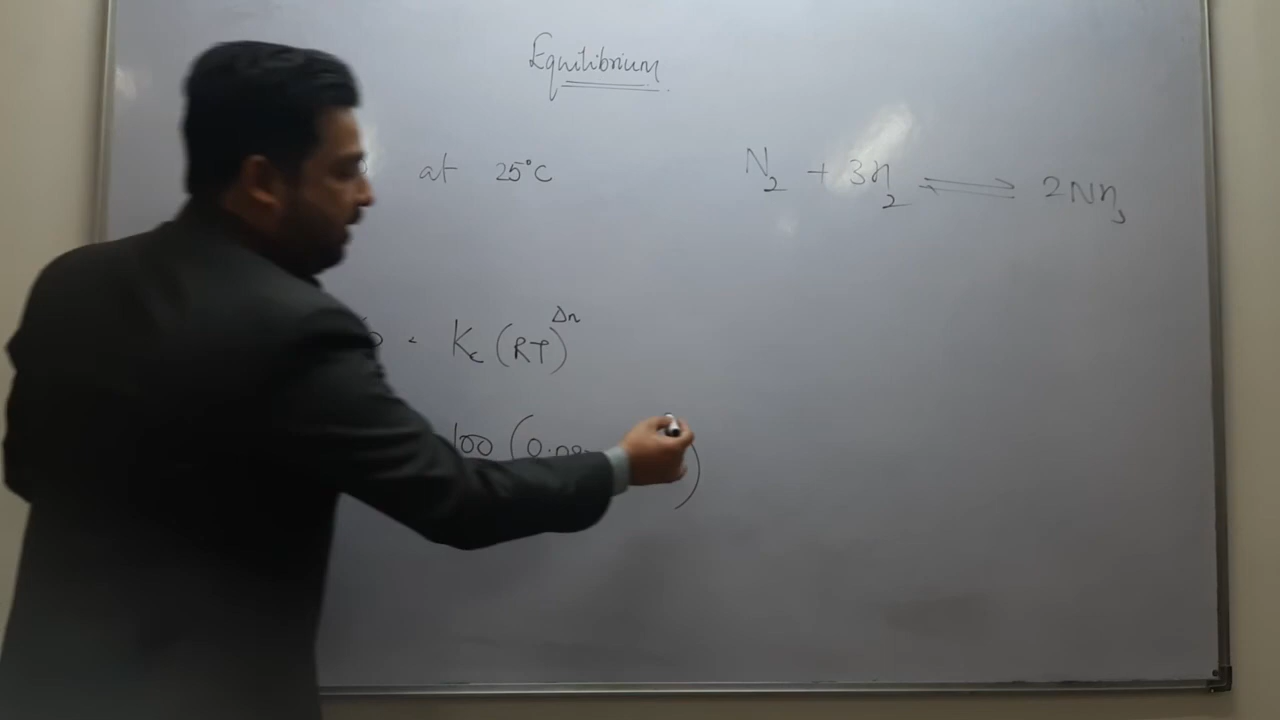 Equilibrium
at 25°C
N₂ + 3H₂ ⇌ 2NH₃
Kc (RT)^Δn
100 (0.08 )